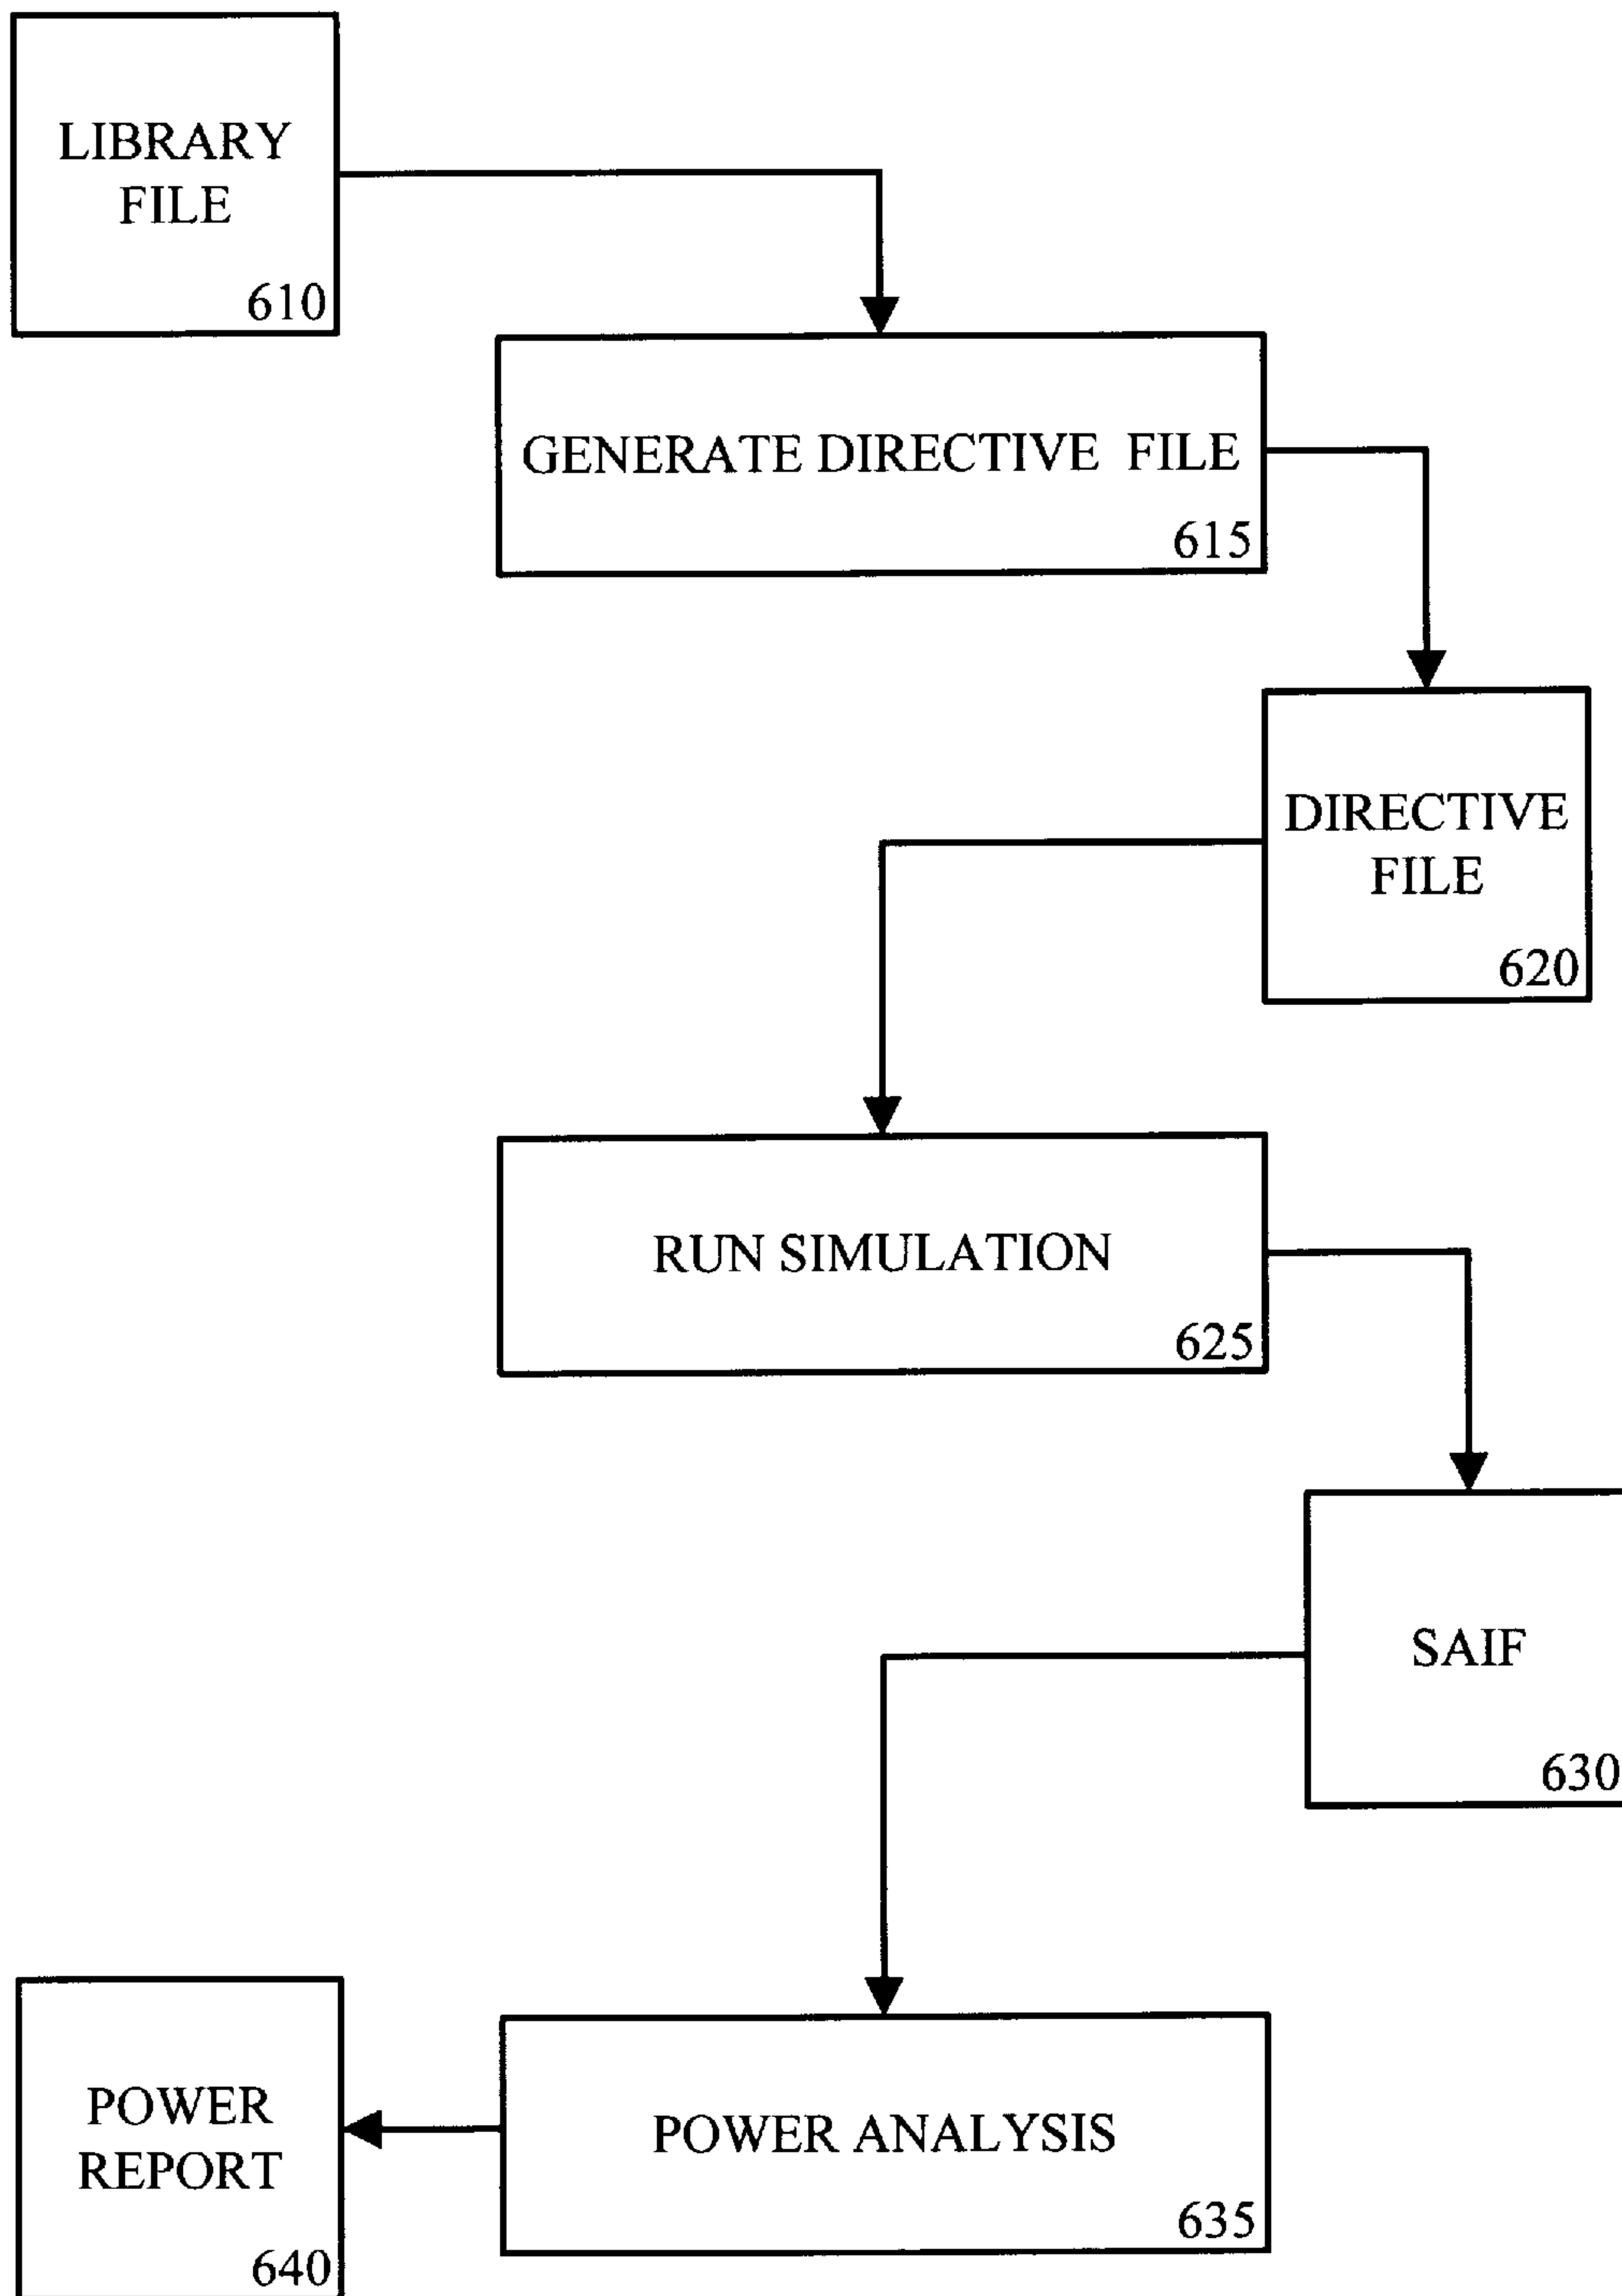 LIBRARY
FILE
610
GENERATE DIRECTIVE FILE
615
DIRECTIVE
FILE
620
RUN SIMULATION
625
SAIF
630
POWER
REPORT
640
POWER ANALYSIS
635